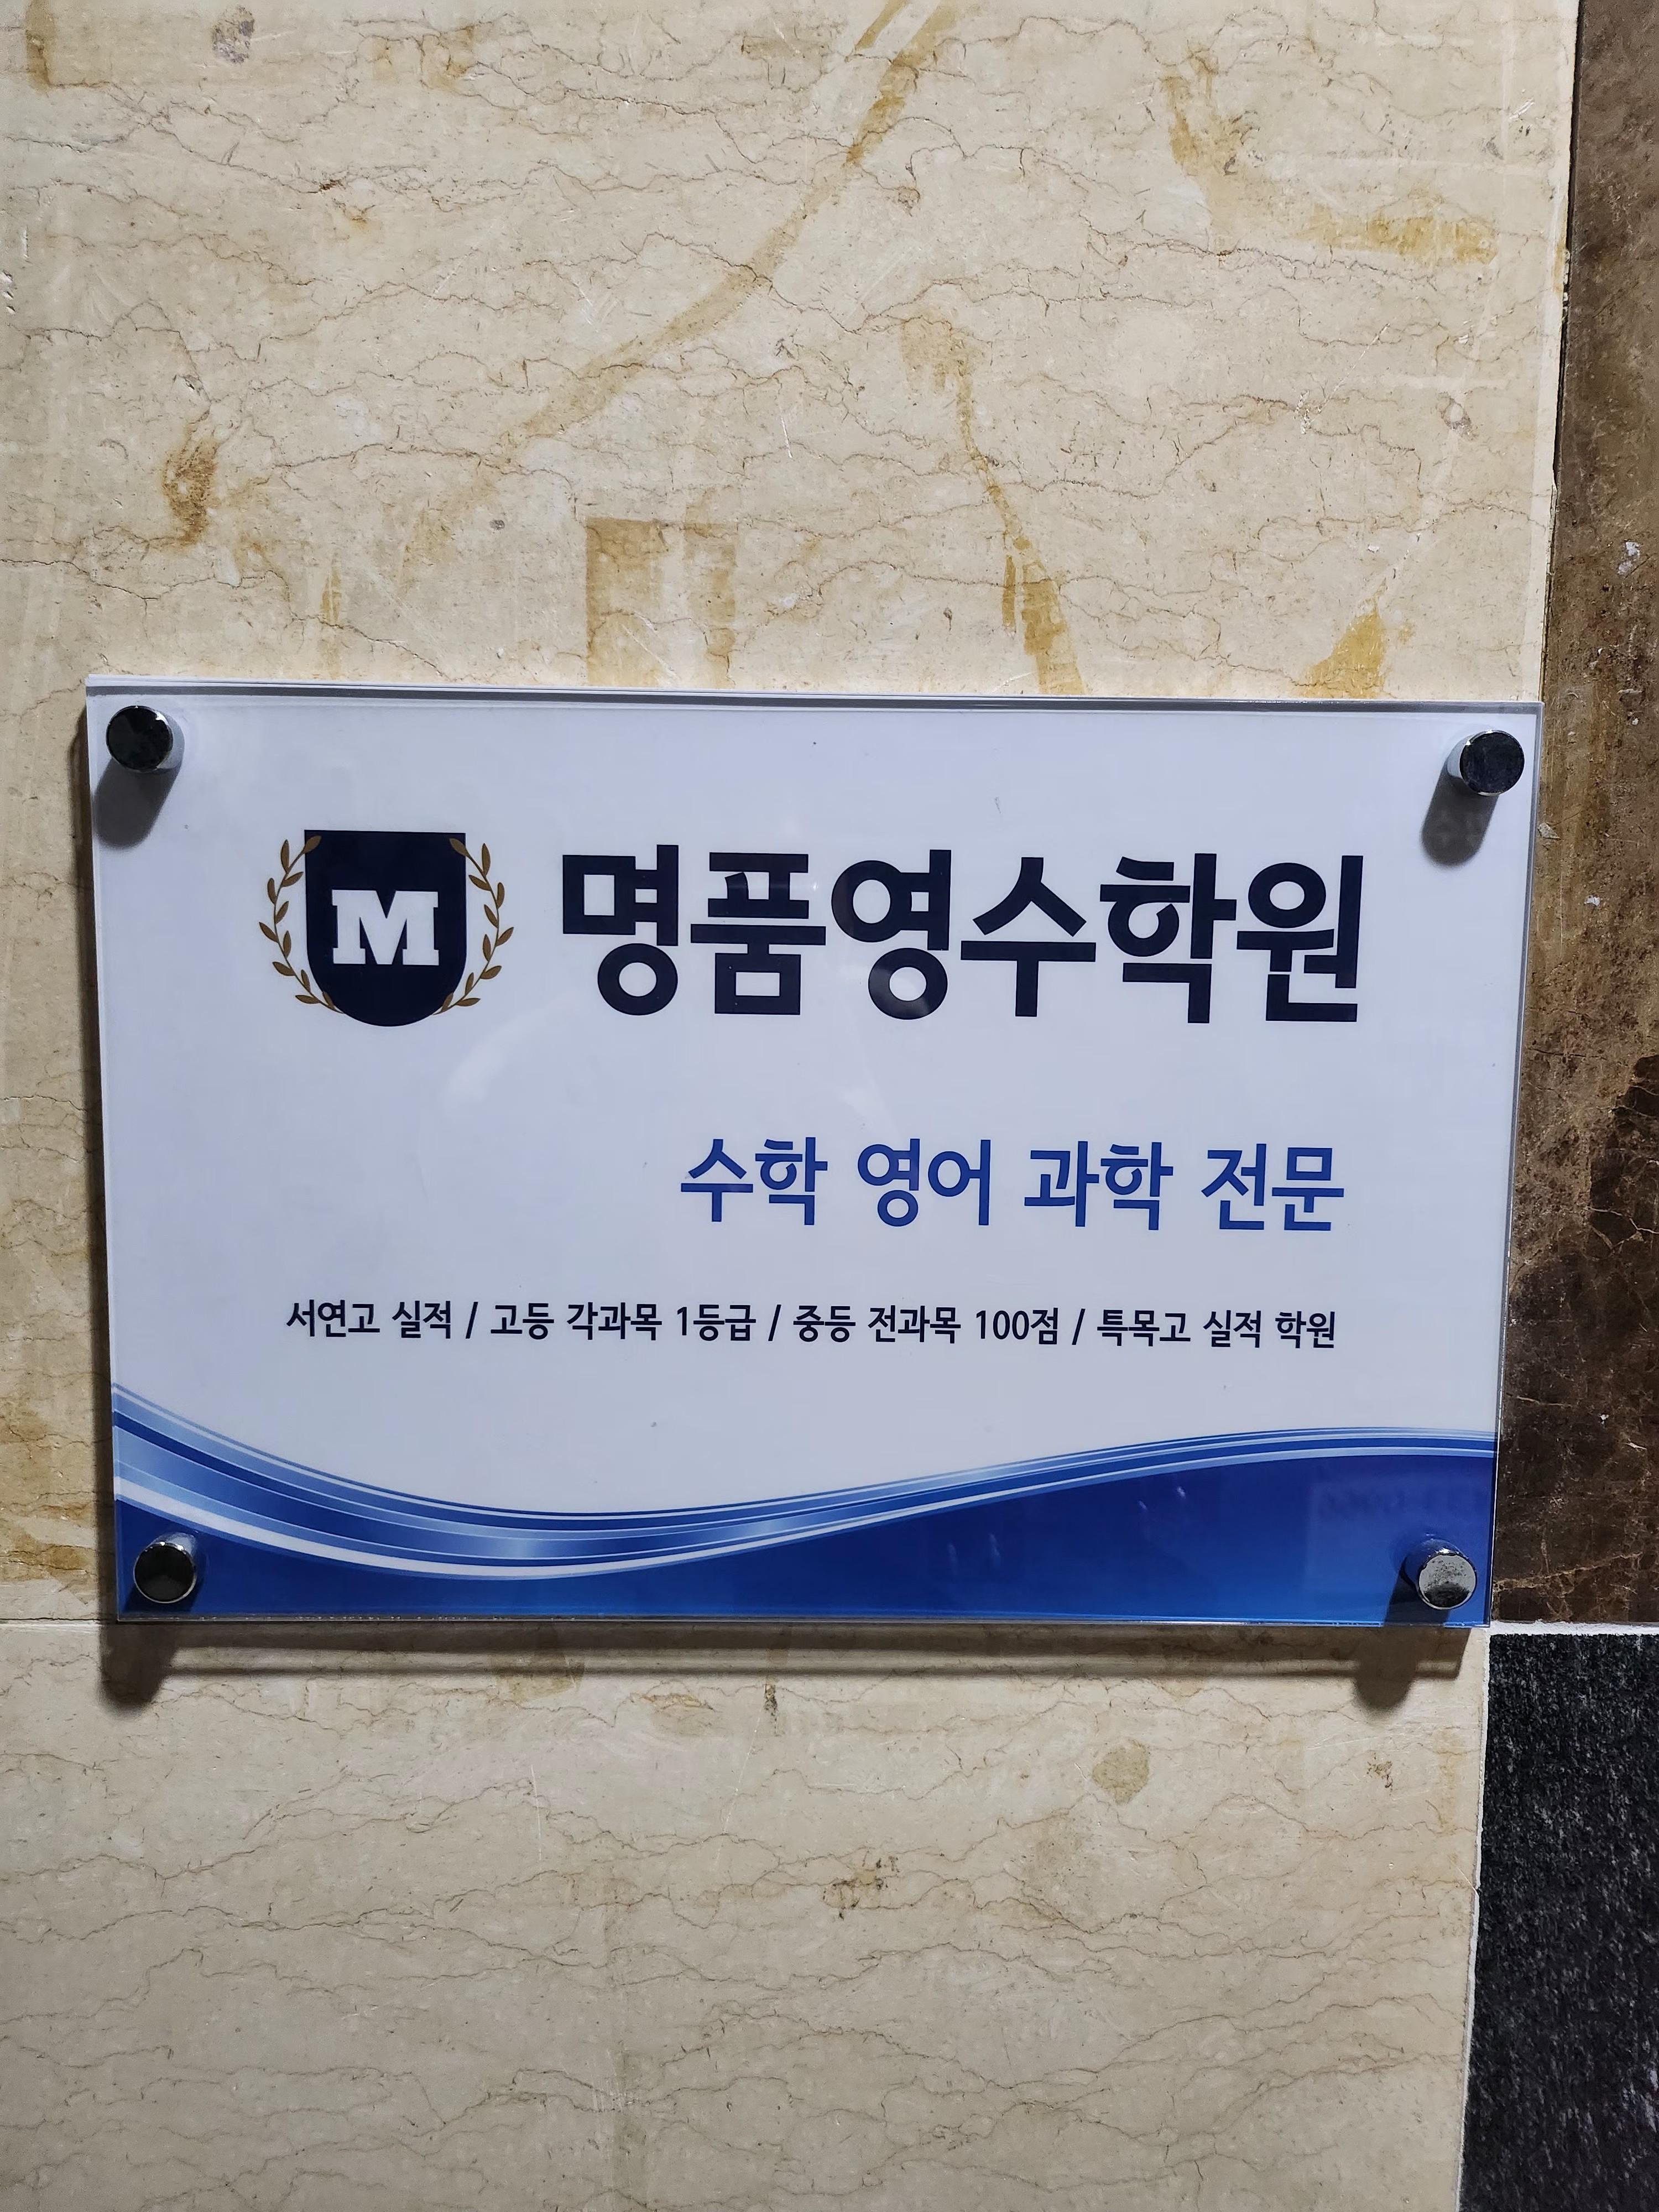 M 명품영수학원
수학 영어 과학 전문
서연고 실적 / 고등 각과목 1등급 / 중등 전과목 100점 / 특목고 실적 학원